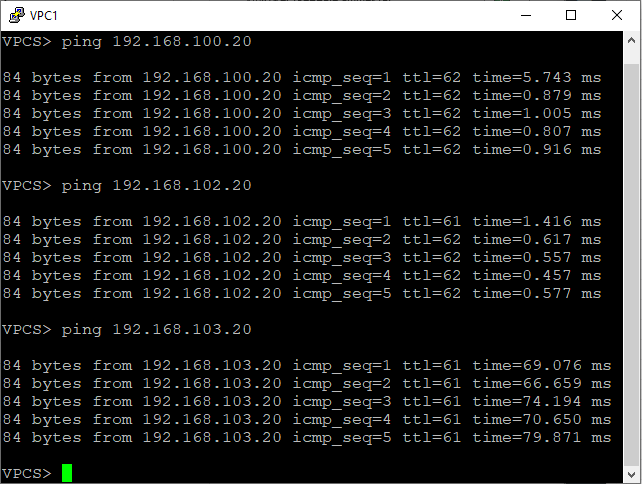 VPC1
VPCS> ping 192.168.100.20
84 bytes from 192.168.100.20 icmp_seq=1 ttl=62 time=5.743 ms
84 bytes from 192.168.100.20 icmp_seq=2 ttl=62 time=0.879 ms
84 bytes from 192.168.100.20 icmp_seq=3 ttl=62 time=1.005 ms
84 bytes from 192.168.100.20 icmp_seq=4 ttl=62 time=0.807 ms
84 bytes from 192.168.100.20 icmp_seq=5 ttl=62 time=0.916 ms
VPCS> ping 192.168.102.20
84 bytes from 192.168.102.20 icmp_seq=1 ttl=61 time=1.416 ms
84 bytes from 192.168.102.20 icmp_seq=2 ttl=62 time=0.617 ms
84 bytes from 192.168.102.20 icmp_seq=3 ttl=62 time=0.557 ms
84 bytes from 192.168.102.20 icmp_seq=4 ttl=62 time=0.457 ms
84 bytes from 192.168.102.20 icmp_seq=5 ttl=62 time=0.577 ms
VPCS> ping 192.168.103.20
84 bytes from 192.168.103.20 icmp_seq=1 ttl=61 time=69.076 ms
84 bytes from 192.168.103.20 icmp_seq=2 ttl=61 time=66.659 ms
84 bytes from 192.168.103.20 icmp_seq=3 ttl=61 time=74.194 ms
84 bytes from 192.168.103.20 icmp_seq=4 ttl=61 time=70.650 ms
84 bytes from 192.168.103.20 icmp_seq=5 ttl=61 time=79.871 ms
VPCS>